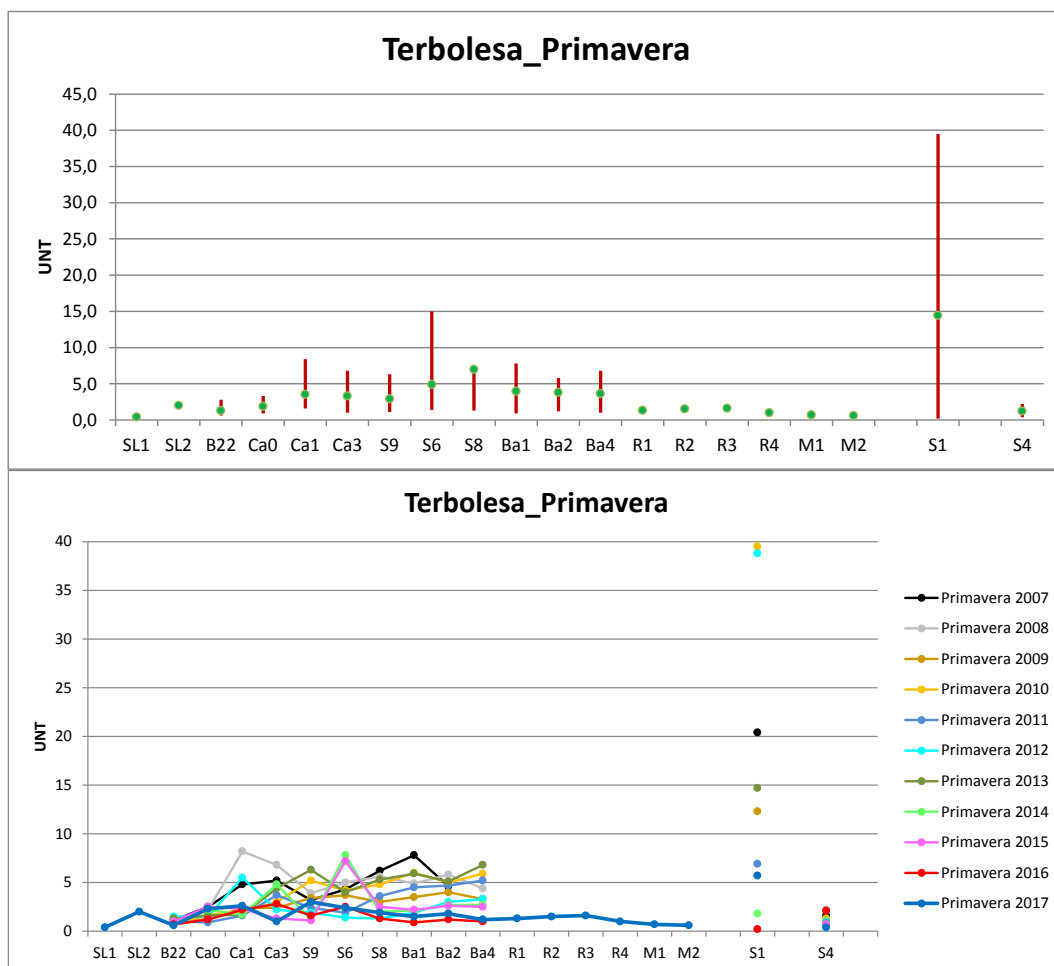 Terbolesa_Primavera
45,0
40,0
35,0
30,0
25,0
20,0
15,0
10,0
5,0
0,0
UNT
SL1 SL2 B22 Ca0 Ca1 Ca3 S9 S6 S8 Ba1 Ba2 Ba4 R1 R2 R3 R4 M1 M2 S1 S4
Terbolesa_Primavera
40
35
30
25
20
15
10
5
0
UNT
SL1 SL2 B22 Ca0 Ca1 Ca3 S9 S6 S8 Ba1 Ba2 Ba4 R1 R2 R3 R4 M1 M2 S1 S4
Primavera 2007
Primavera 2008
Primavera 2009
Primavera 2010
Primavera 2011
Primavera 2012
Primavera 2013
Primavera 2014
Primavera 2015
Primavera 2016
Primavera 2017